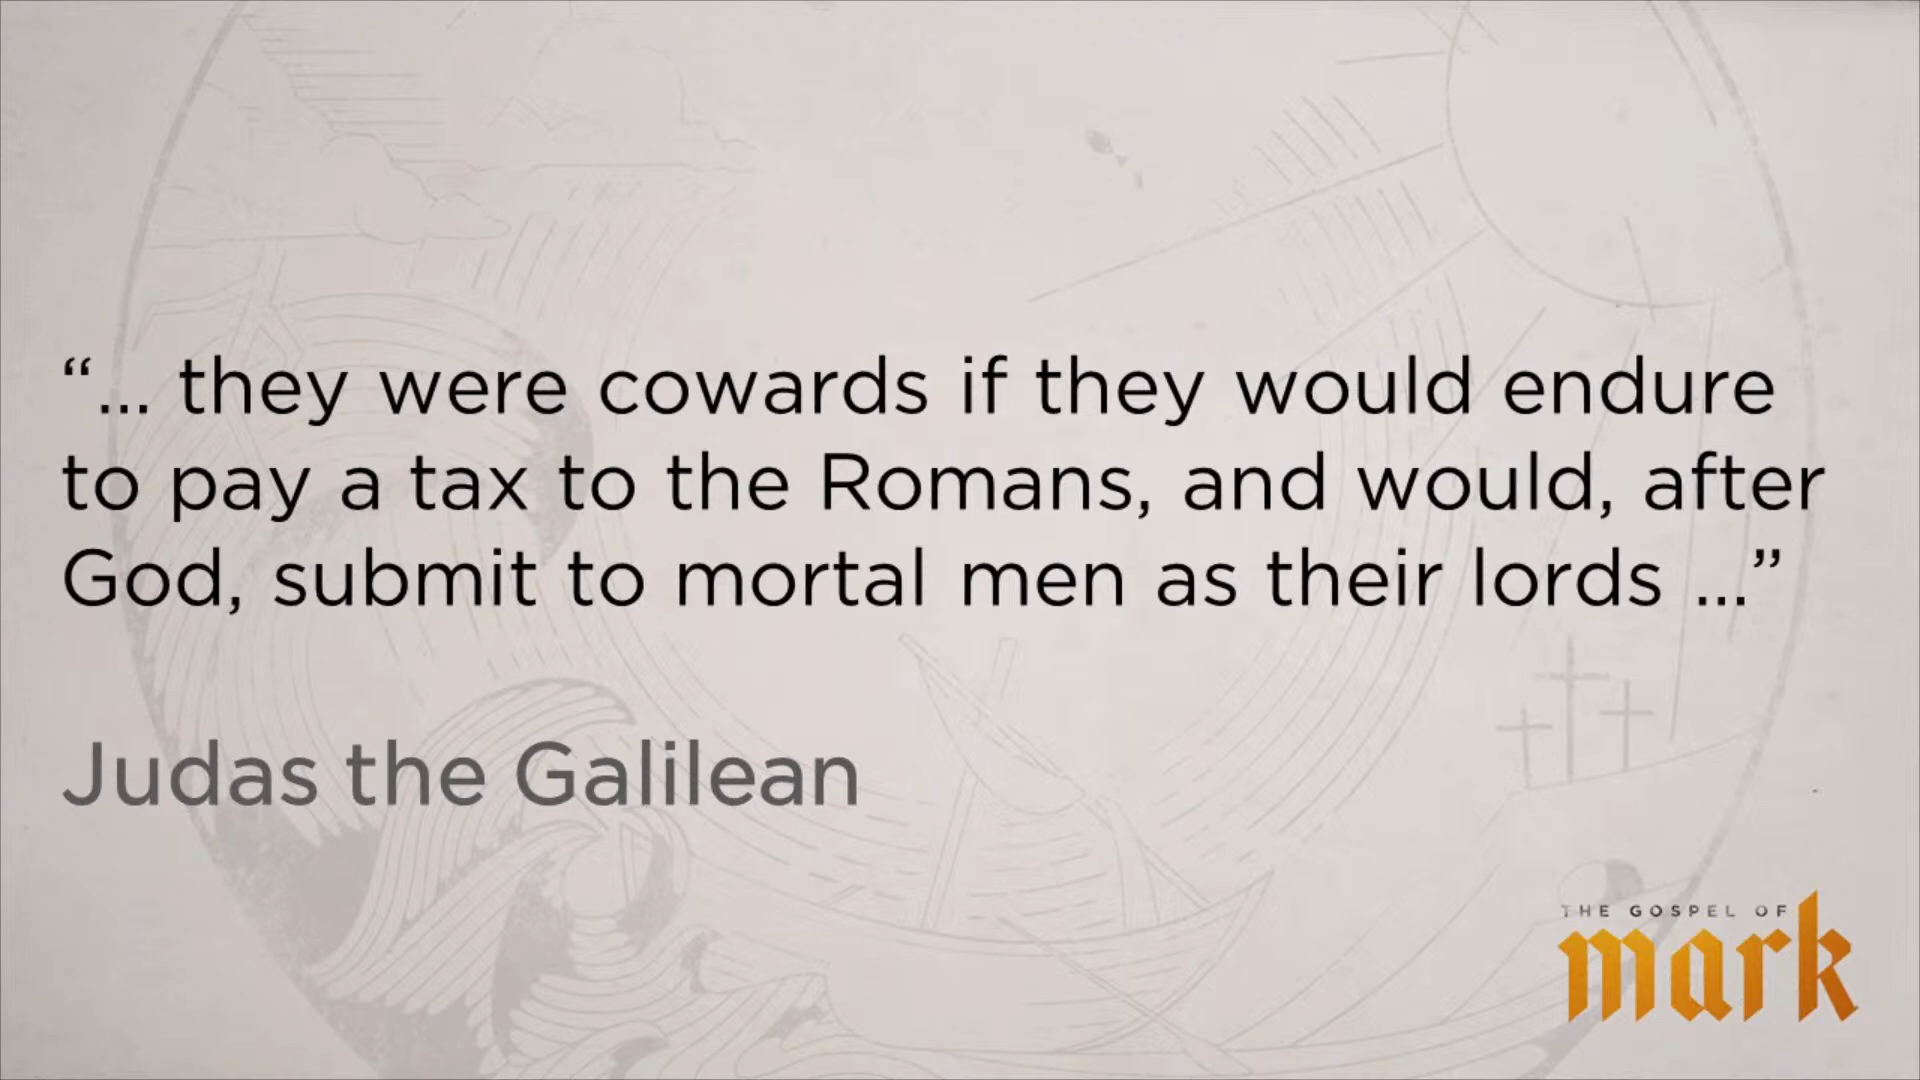 “... they were cowards if they would endure
to pay a tax to the Romans, and would, after
God, submit to mortal men as their lords ...”
Judas the Galilean
THE GOSPEL OF
mark